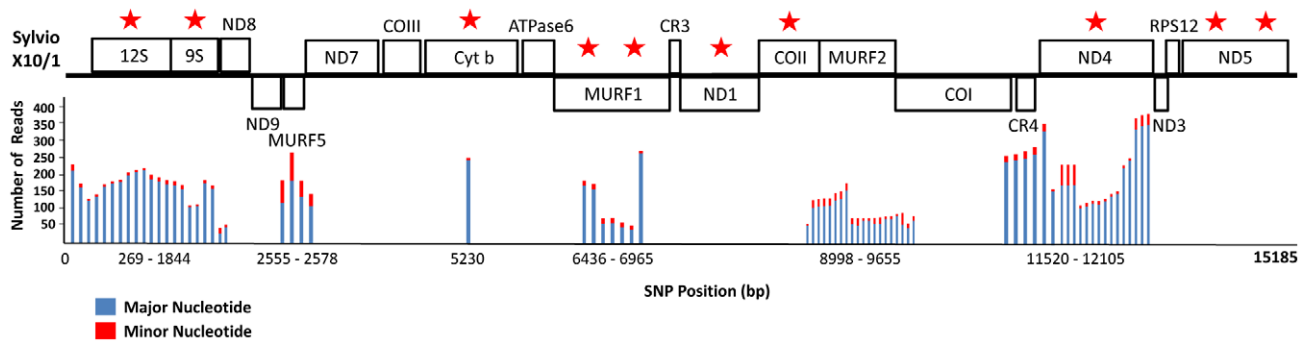 ND8 COIII ATPase6 CR3 RPS12
Sylvio X10/1
12S 9S ND7 Cyt b COII MURF2 ND4 ND5
MURF1 ND1 COI
ND9 CR4 ND3
MURF5
Number of Reads
400
350
300
250
200
150
100
50
0 269 - 1844 2555 - 2578 5230 6436 - 6965 8998 - 9655 11520 - 12105 15185
SNP Position (bp)
Major Nucleotide
Minor Nucleotide